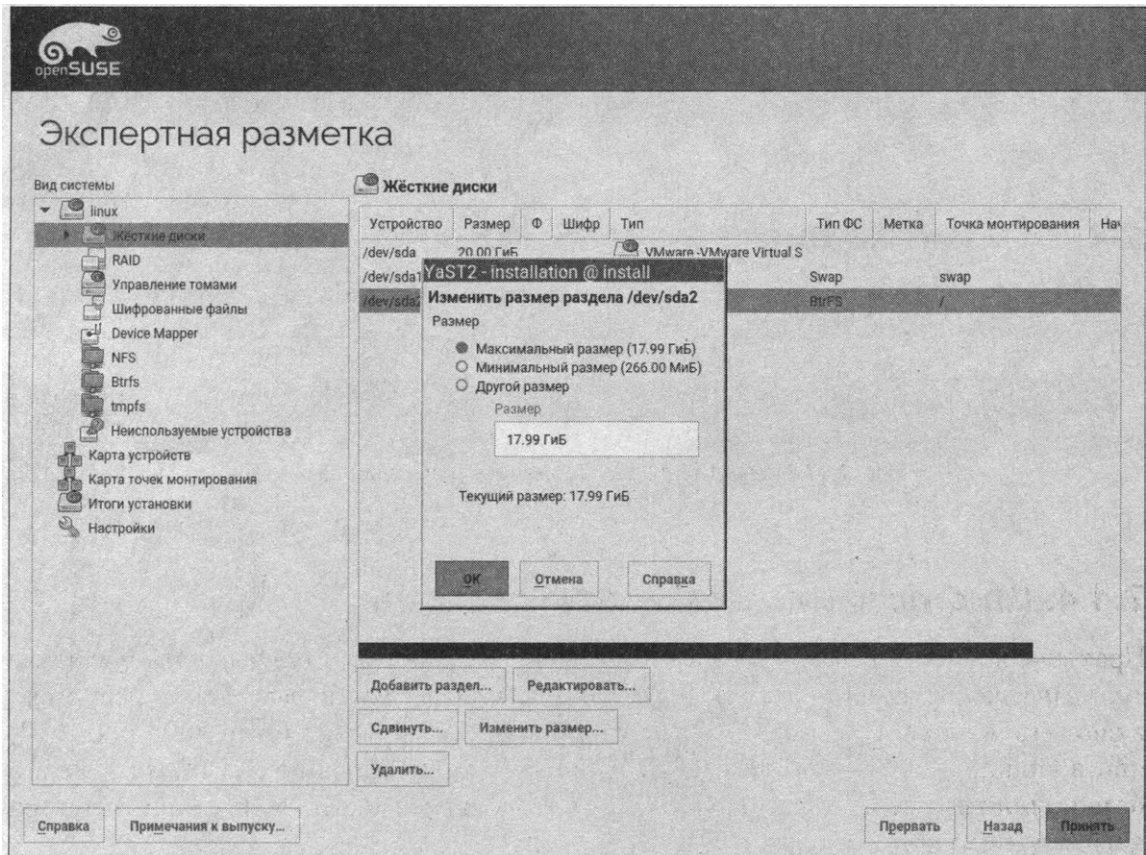 openSUSE
Экспертная разметка
Вид системы
linux
Жёсткие диски
RAID
Управление томами
Шифрованные файлы
Device Mapper
NFS
Btrfs
tmpfs
Неиспользуемые устройства
Карта устройств
Карта точек монтирования
Итоги установки
Настройки
Жёсткие диски
Устройство Размер Ф Шифр Тип Тип ФС Метка Точка монтирования Нач
/dev/sda 20.00 ГиБ VMware-VMware Virtual S
/dev/sda1 Swap swap
/dev/sda2 BtrFS /
YaST2 - installation @ install
Изменить размер раздела /dev/sda2
Размер
Максимальный размер (17.99 ГиБ)
Минимальный размер (266.00 МиБ)
Другой размер
Размер
17.99 ГиБ
Текущий размер: 17.99 ГиБ
OK Отмена Справка
Добавить раздел... Редактировать...
Сдвинуть... Изменить размер...
Удалить...
Справка Примечания к выпуску... Прервать Назад Принять